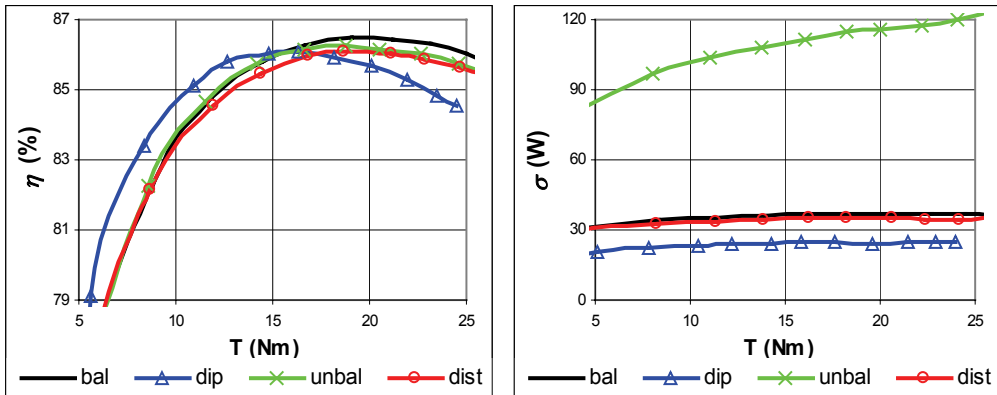 87
85
83
81
79
η (%)
5 10 15 20 25
T (Nm)
bal dip unbal dist
120
90
60
30
0
σ (W)
5 10 15 20 25
T (Nm)
bal dip unbal dist